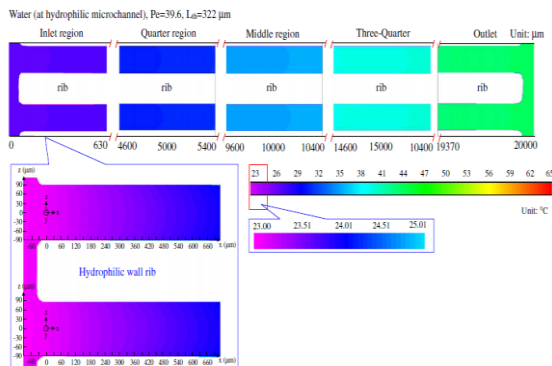 Water (at hydrophilic microchannel), Pe=39.6, Lth=322 μm
Inlet region Quarter region Middle region Three-Quarter Outlet Unit: μm
rib rib rib rib rib
0 630 4600 5000 5400 9600 10000 10400 14600 15000 10400 19370 20000
23 26 29 32 35 38 41 44 47 50 53 56 59 62 65
Unit: °C
23.00 23.51 24.01 24.51 25.01
z (μm)
90
60
30
0
-30
-60
-90
z
x
y
0 60 120 180 240 300 360 420 480 540 600 660 x (μm)
Hydrophilic wall rib
z (μm)
90
60
30
0
-30
-60
-90
z
x
y
0 60 120 180 240 300 360 420 480 540 600 660 x (μm)